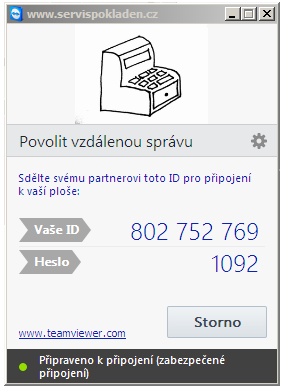 www.servispokladen.cz
Povolit vzdálenou správu
Sdělte svému partnerovi toto ID pro připojení
k vaší ploše:
Vaše ID 802 752 769
Heslo 1092
Storno
www.teamviewer.com
Připraveno k připojení (zabezpečené
připojení)